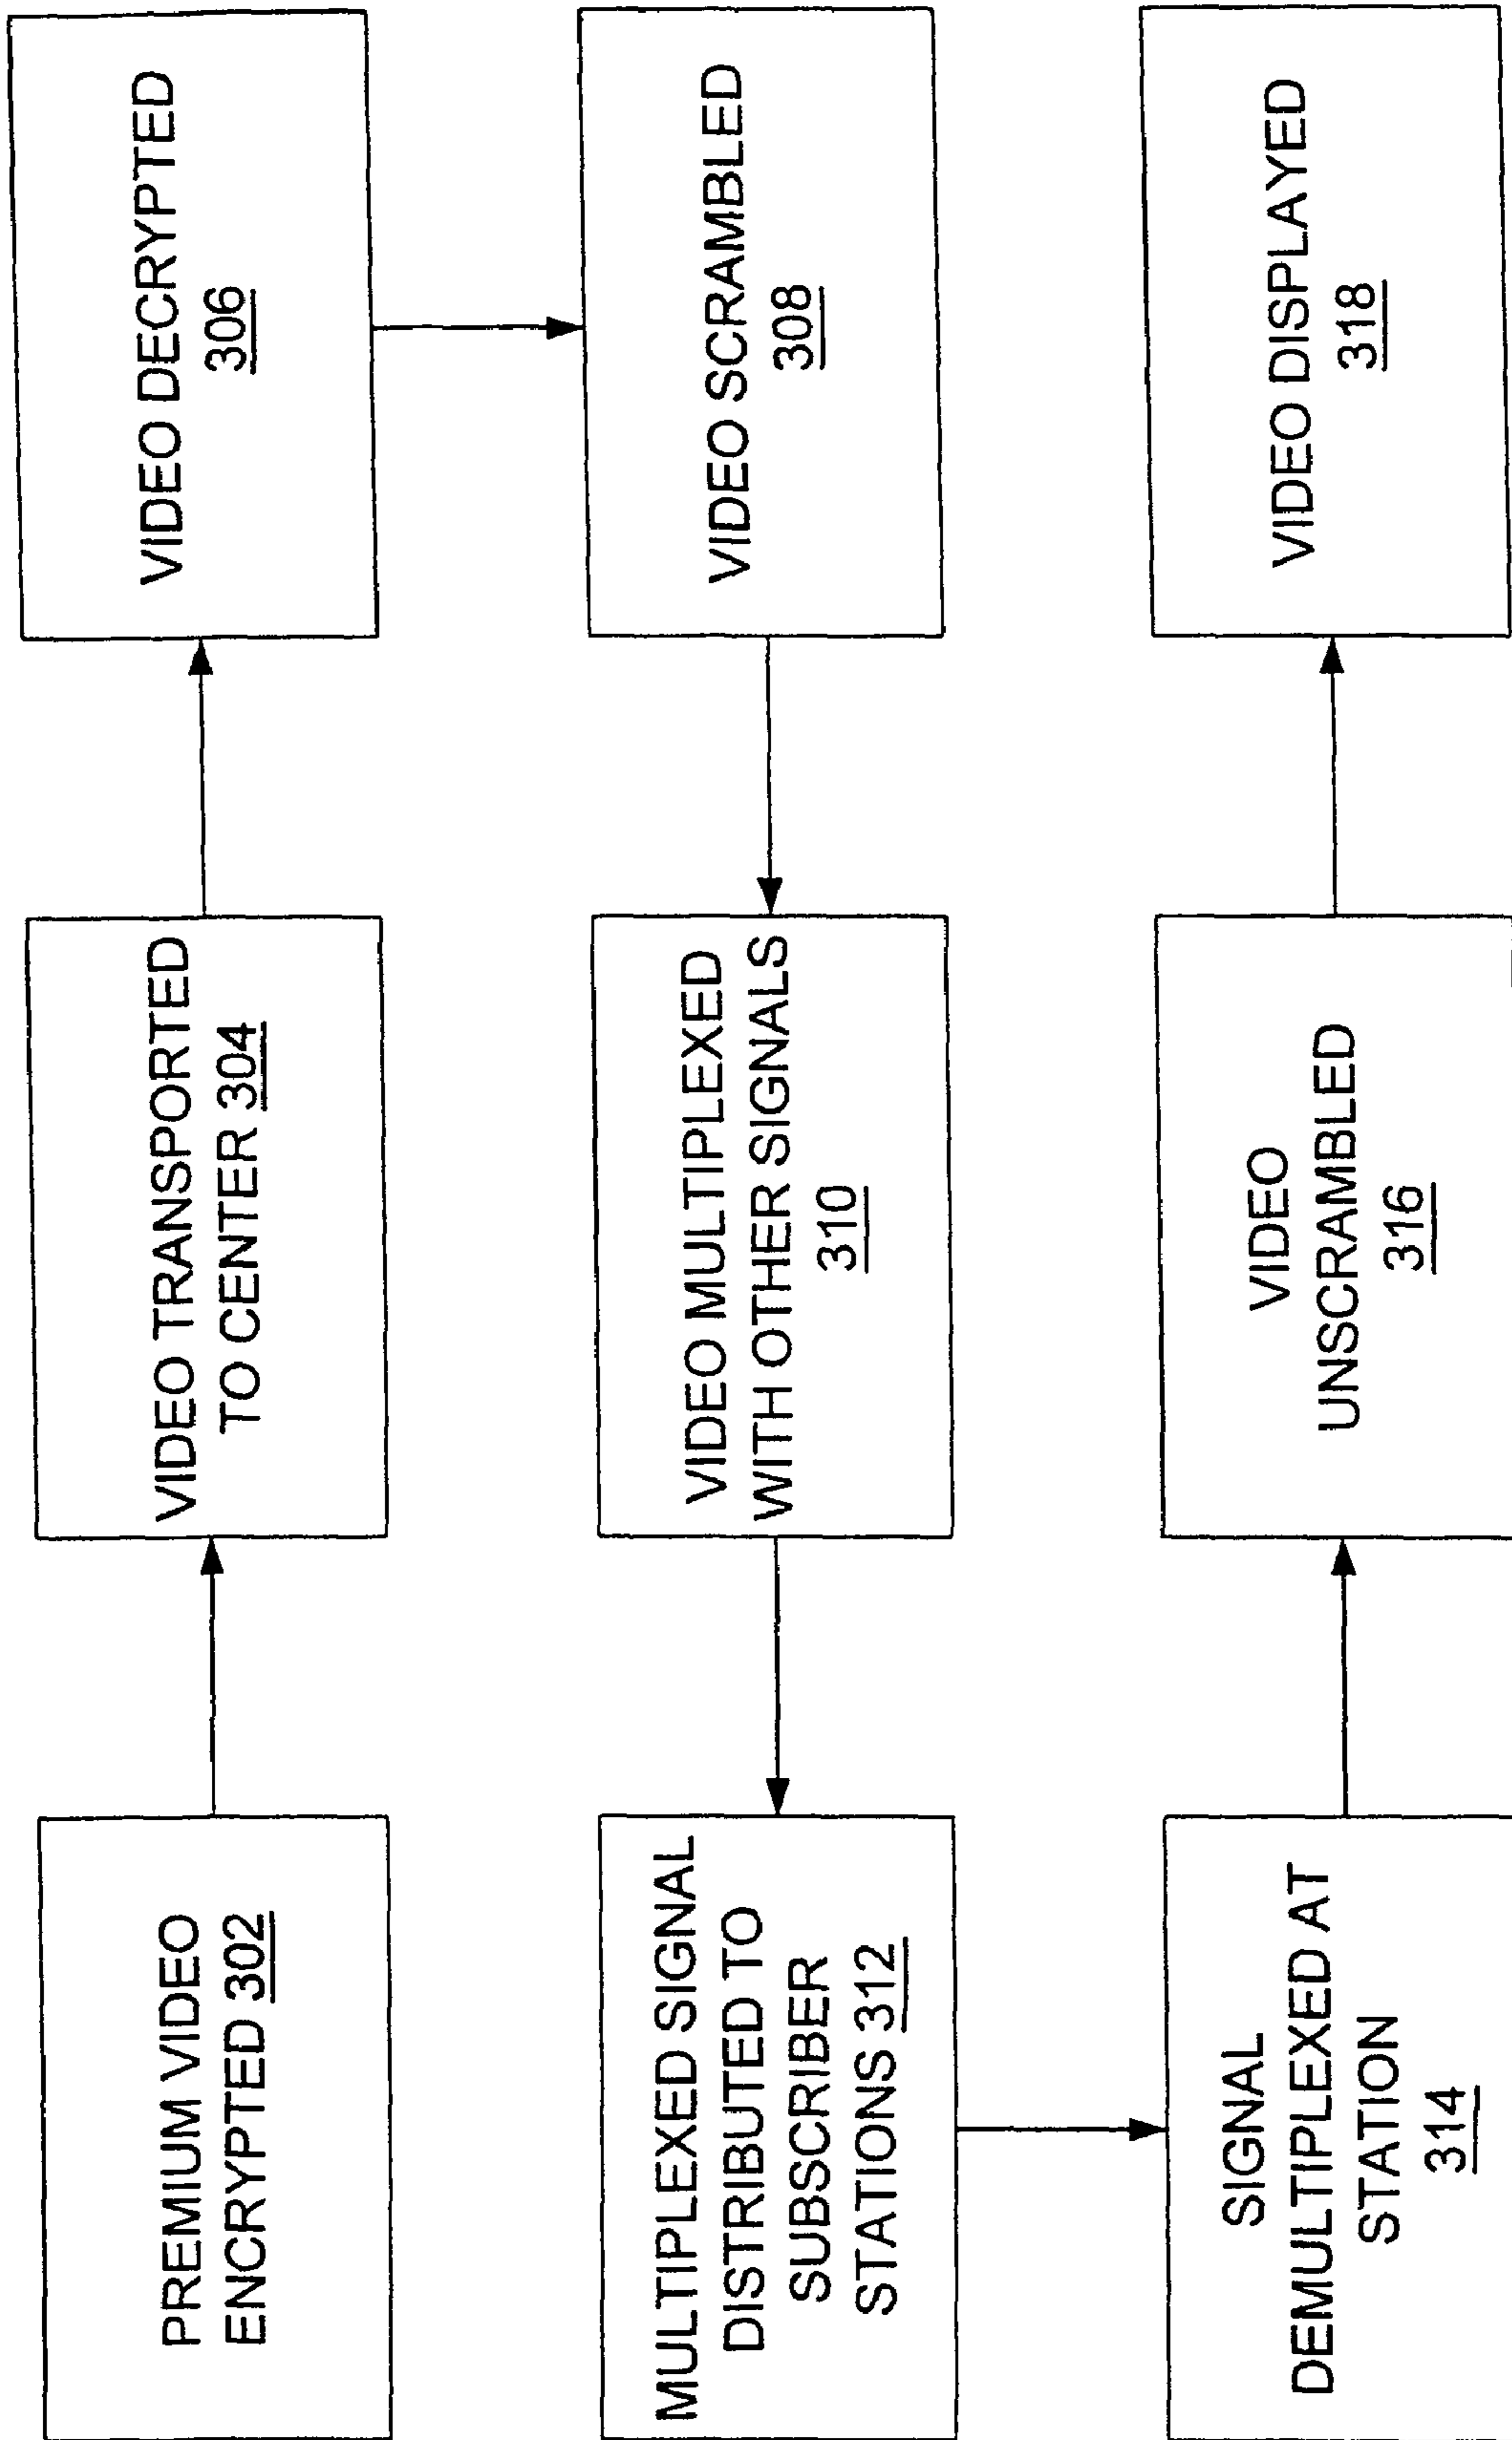 PREMIUM VIDEO
ENCRYPTED 302
VIDEO TRANSPORTED
TO CENTER 304
VIDEO DECRYPTED
306
VIDEO SCRAMBLED
308
VIDEO MULTIPLEXED
WITH OTHER SIGNALS
310
MULTIPLEXED SIGNAL
DISTRIBUTED TO
SUBSCRIBER
STATIONS 312
SIGNAL
DEMULTIPLEXED AT
STATION
314
VIDEO
UNSCRAMBLED
316
VIDEO DISPLAYED
318